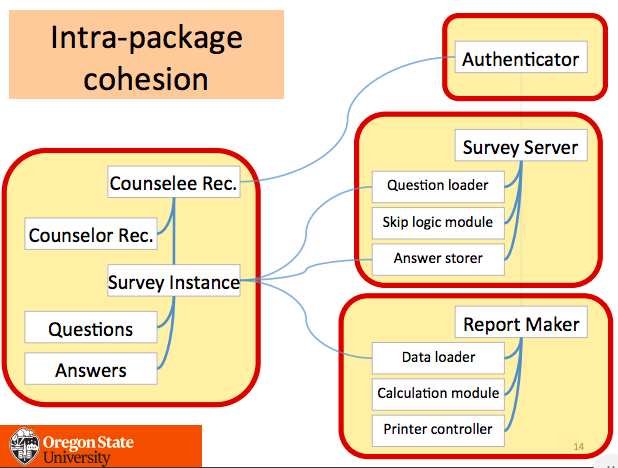 Intra-package
cohesion
Authenticator
Survey Server
Question loader
Skip logic module
Answer storer
Counselee Rec.
Counselor Rec.
Survey Instance
Questions
Answers
Report Maker
Data loader
Calculation module
Printer controller
Oregon State
University
14